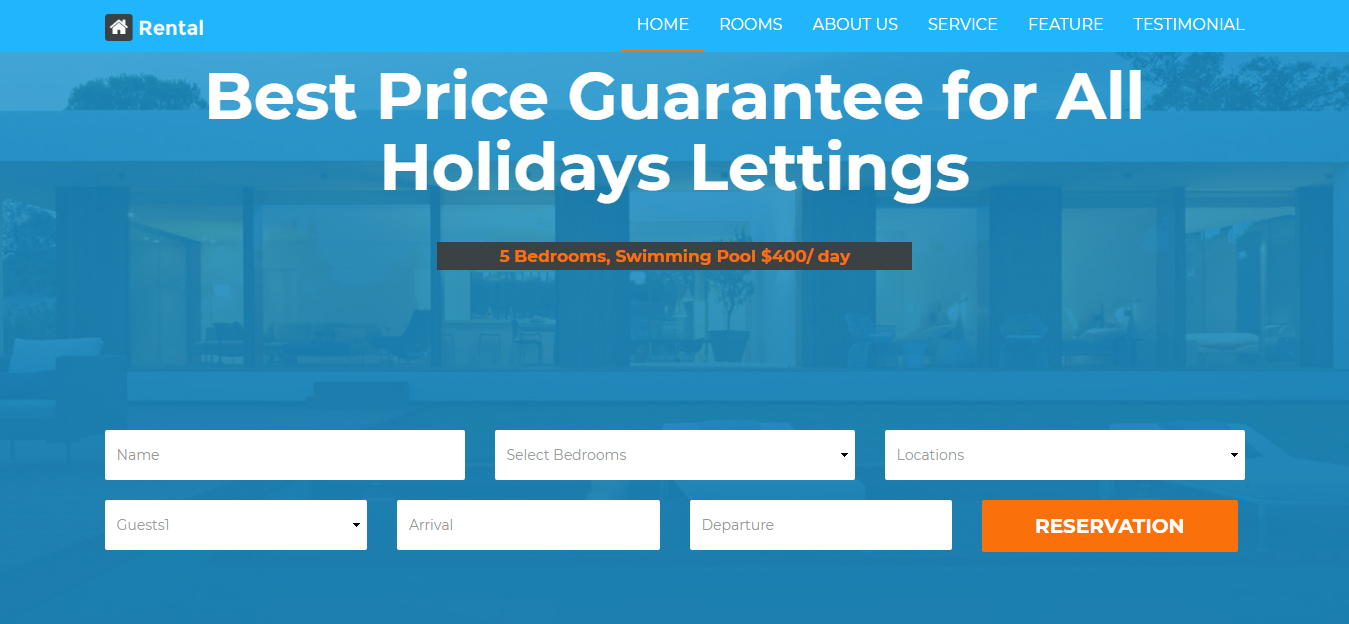 Rental
HOME ROOMS ABOUT US SERVICE FEATURE TESTIMONIAL
Best Price Guarantee for All
Holidays Lettings
5 Bedrooms, Swimming Pool $400/ day
Name Select Bedrooms Locations
Guests1 Arrival Departure RESERVATION